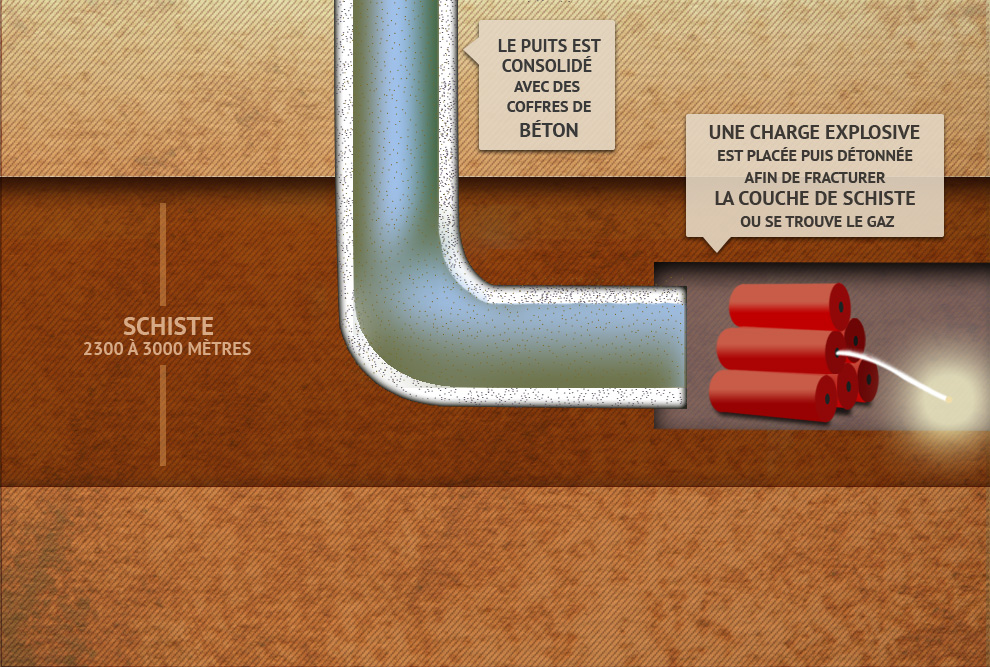 LE PUITS EST
CONSOLIDÉ
AVEC DES
COFFRES DE
BÉTON
UNE CHARGE EXPLOSIVE
EST PLACÉE PUIS DÉTONNÉE
AFIN DE FRACTURER
LA COUCHE DE SCHISTE
OU SE TROUVE LE GAZ
SCHISTE
2300 À 3000 MÈTRES